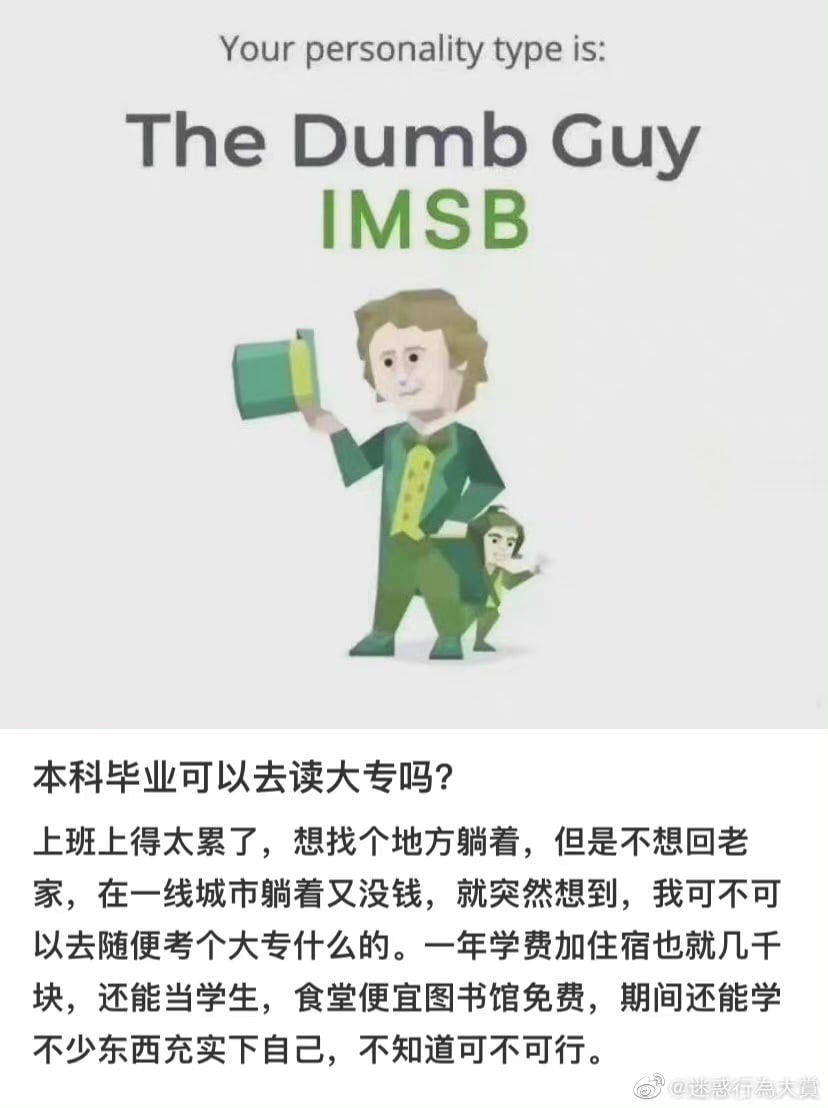 Your personality type is:
The Dumb Guy
IMSB
本科毕业可以去读大专吗?
上班上得太累了，想找个地方躺着，但是不想回老
家，在一线城市躺着又没钱，就突然想到，我可不可
以去随便考个大专什么的。一年学费加住宿也就几千
块，还能当学生，食堂便宜图书馆免费，期间还能学
不少东西充实下自己，不知道可不可行。
@迷惑行為大賞